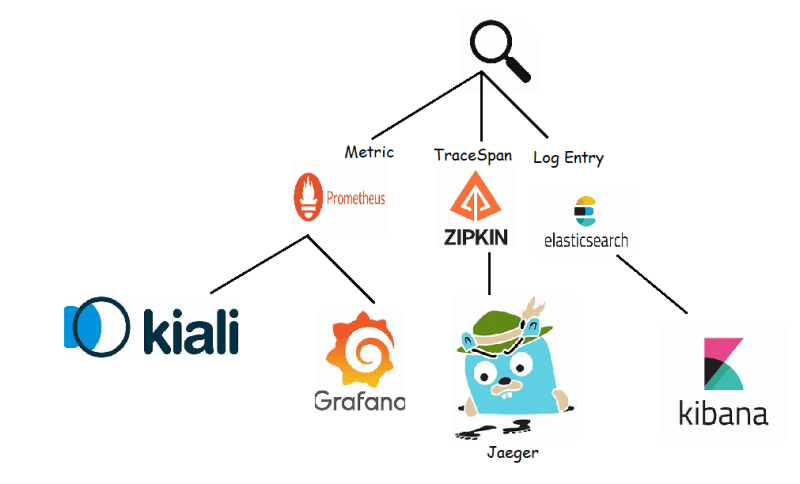 Metric
TraceSpan
Log Entry
Prometheus
ZIPKIN
elasticsearch
kiali
Grafana
kibana
Jaeger